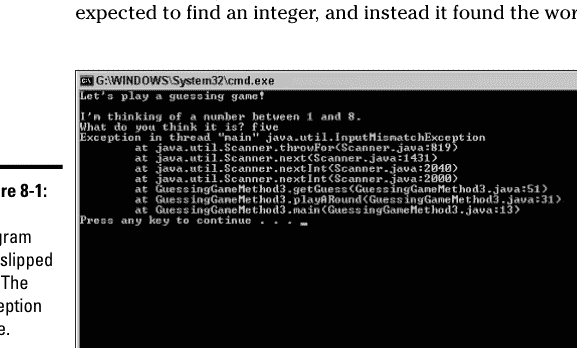 expected to find an integer, and instead it found the wor
G:\WINDOWS\System32\cmd.exe
Let's play a guessing game!
I'm thinking of a number between 1 and 8.
What do you think it is? five
Exception in thread "main" java.util.InputMismatchException
at java.util.Scanner.throwFor(Scanner.java:819)
at java.util.Scanner.next(Scanner.java:1431)
at java.util.Scanner.nextInt(Scanner.java:2040)
at java.util.Scanner.nextInt(Scanner.java:2000)
at GuessingGameMethod3.getGuess(GuessingGameMethod3.java:51)
at GuessingGameMethod3.playARound(GuessingGameMethod3.java:31)
at GuessingGameMethod3.main(GuessingGameMethod3.java:13)
Press any key to continue . . . _
re 8-1:
gram
slipped
The
eption
e.